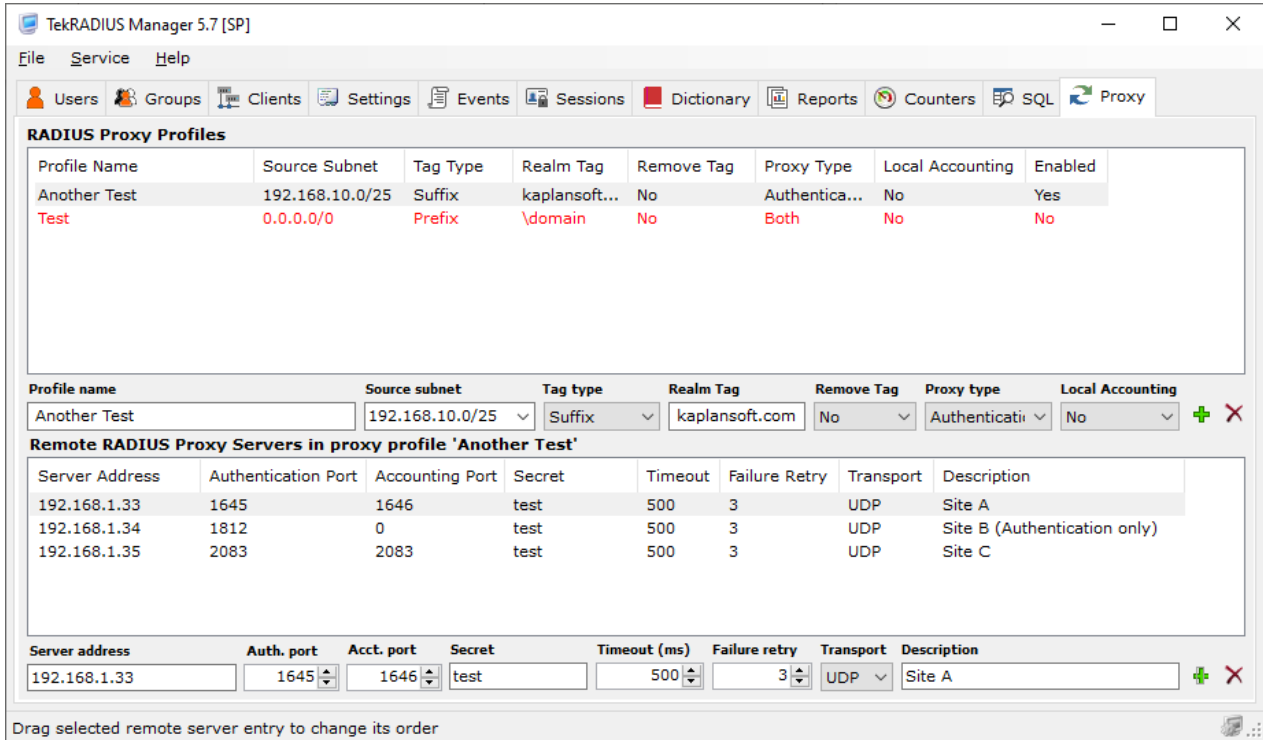 TekRADIUS Manager 5.7 [SP]
File Service Help
Users Groups Clients Settings Events Sessions Dictionary Reports Counters SQL Proxy
RADIUS Proxy Profiles
Profile Name Source Subnet Tag Type Realm Tag Remove Tag Proxy Type Local Accounting Enabled
Another Test 192.168.10.0/25 Suffix kaplansoft... No Authentica... No Yes
Test 0.0.0.0/0 Prefix \domain No Both No No
Profile name Source subnet Tag type Realm Tag Remove Tag Proxy type Local Accounting
Another Test 192.168.10.0/25 Suffix kaplansoft.com No Authenticati No
Remote RADIUS Proxy Servers in proxy profile 'Another Test'
Server Address Authentication Port Accounting Port Secret Timeout Failure Retry Transport Description
192.168.1.33 1645 1646 test 500 3 UDP Site A
192.168.1.34 1812 0 test 500 3 UDP Site B (Authentication only)
192.168.1.35 2083 2083 test 500 3 UDP Site C
Server address Auth. port Acct. port Secret Timeout (ms) Failure retry Transport Description
192.168.1.33 1645 1646 test 500 3 UDP Site A
Drag selected remote server entry to change its order